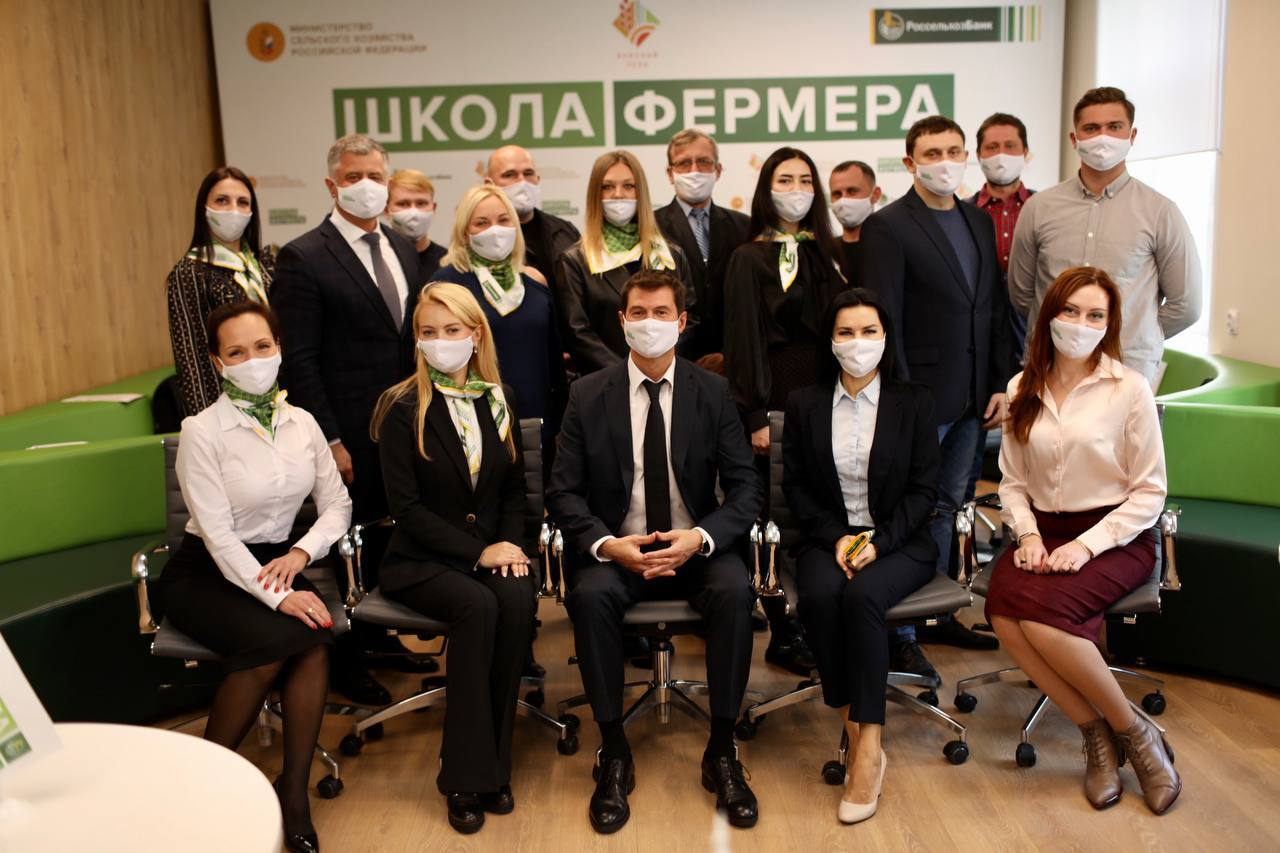 МИНИСТЕРСТВО
СЕЛЬСКОГО ХОЗЯЙСТВА
РОССИЙСКОЙ ФЕДЕРАЦИИ
РоссельхозБанк
ШКОЛА ФЕРМЕРА